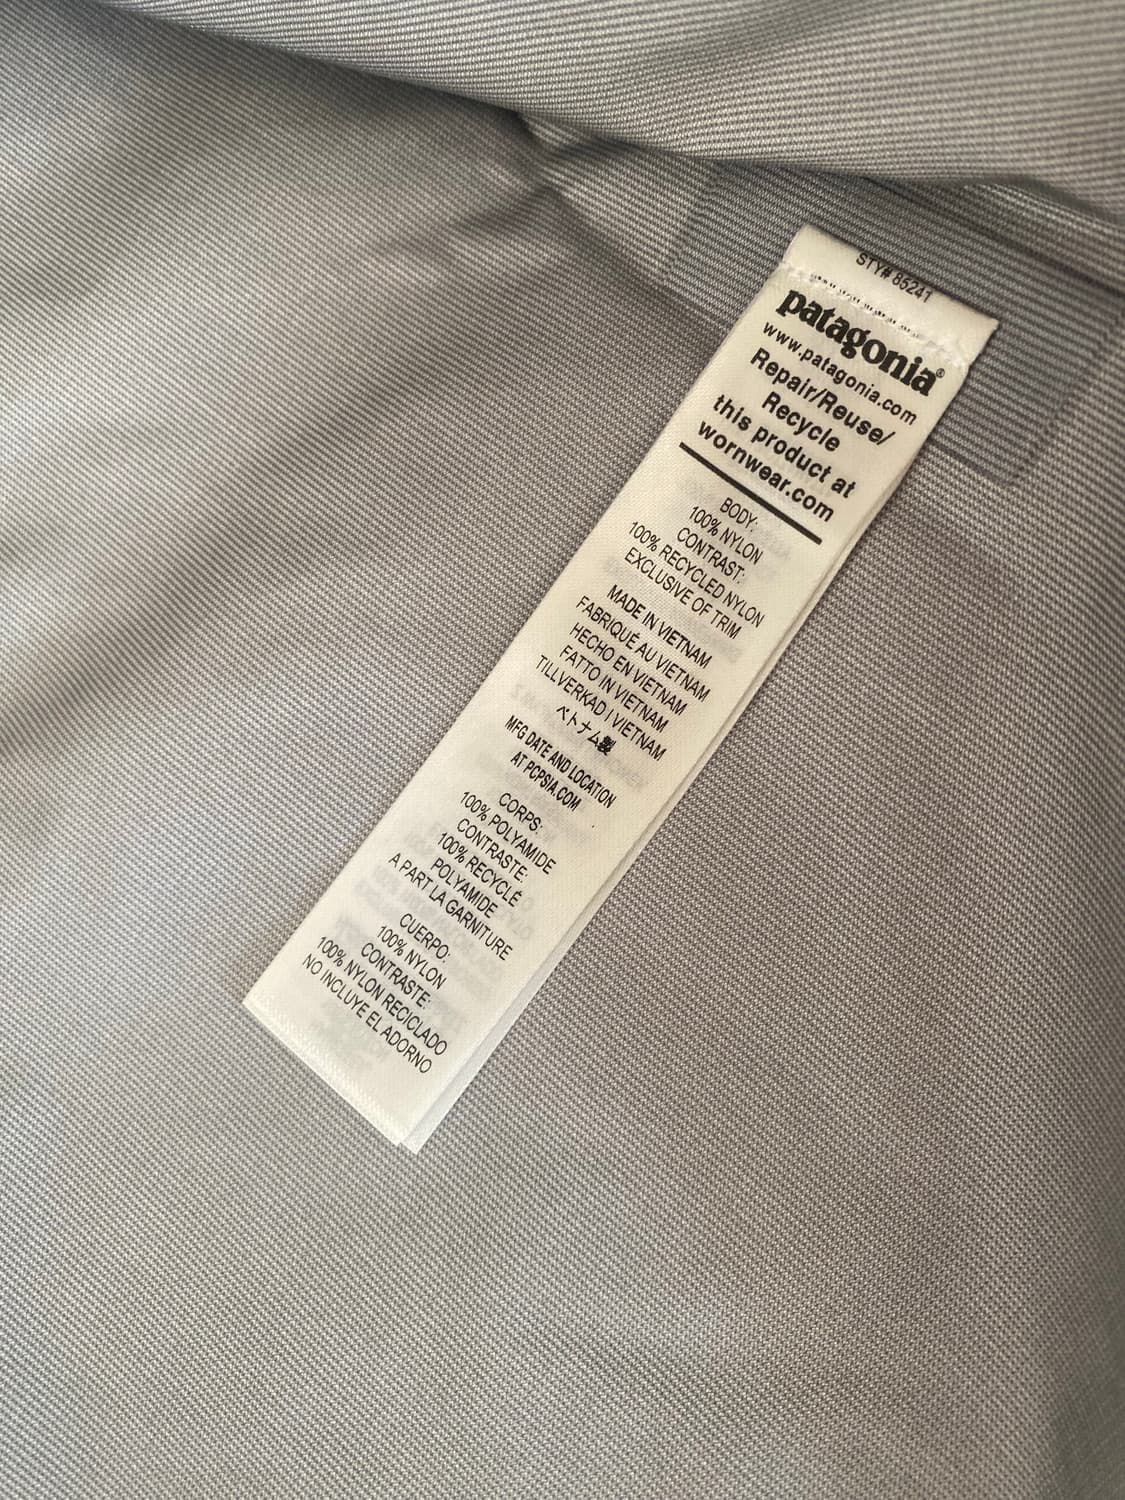 STY# 85241
patagonia®
www.patagonia.com
Repair/Reuse/
Recycle
this product at
wornwear.com
BODY:
100% NYLON
CONTRAST:
100% RECYCLED NYLON
EXCLUSIVE OF TRIM
MADE IN VIETNAM
FABRIQUÉ AU VIETNAM
HECHO EN VIETNAM
FATTO IN VIETNAM
TILLVERKAD I VIETNAM
ベトナム製
MFG DATE AND LOCATION
AT PCPSIA.COM
CORPS:
100% POLYAMIDE
CONTRASTE:
100% RECYCLÉ
POLYAMIDE
A PART LA GARNITURE
CUERPO:
100% NYLON
CONTRASTE:
100% NYLON RECICLADO
NO INCLUYE EL ADORNO